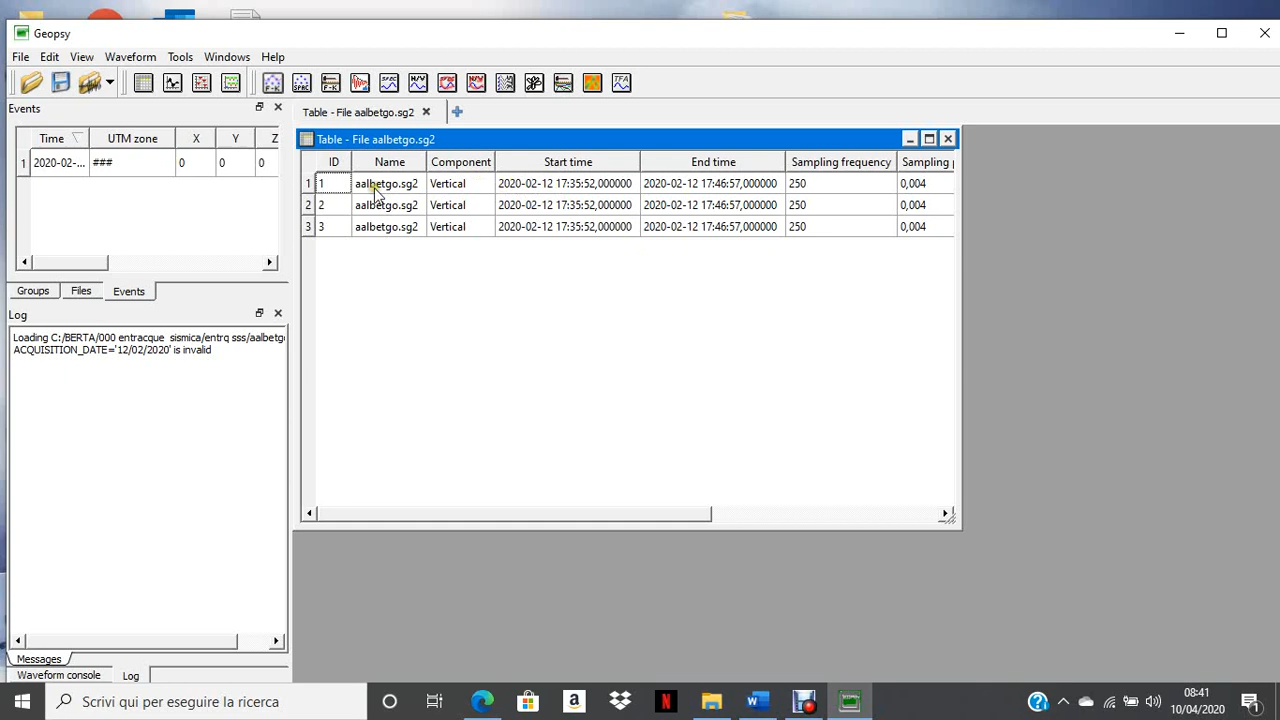 Geopsy
File Edit View Waveform Tools Windows Help
F-K SPAC SPEC H/V TFA
Events
Time UTM zone X Y Z
1 2020-02-... ### 0 0 0
Groups Files Events
Log
Loading C:/BERTA/000 entracque sismica/entrq sss/aalbetg
ACQUISITION_DATE='12/02/2020' is invalid
Messages
Waveform console Log
Table - File aalbetgo.sg2
Table - File aalbetgo.sg2
ID Name Component Start time End time Sampling frequency Sampling
1 1 aalbetgo.sg2 Vertical 2020-02-12 17:35:52,000000 2020-02-12 17:46:57,000000 250 0,004
2 2 aalbetgo.sg2 Vertical 2020-02-12 17:35:52,000000 2020-02-12 17:46:57,000000 250 0,004
3 3 aalbetgo.sg2 Vertical 2020-02-12 17:35:52,000000 2020-02-12 17:46:57,000000 250 0,004
Scrivi qui per eseguire la ricerca
08:41
10/04/2020